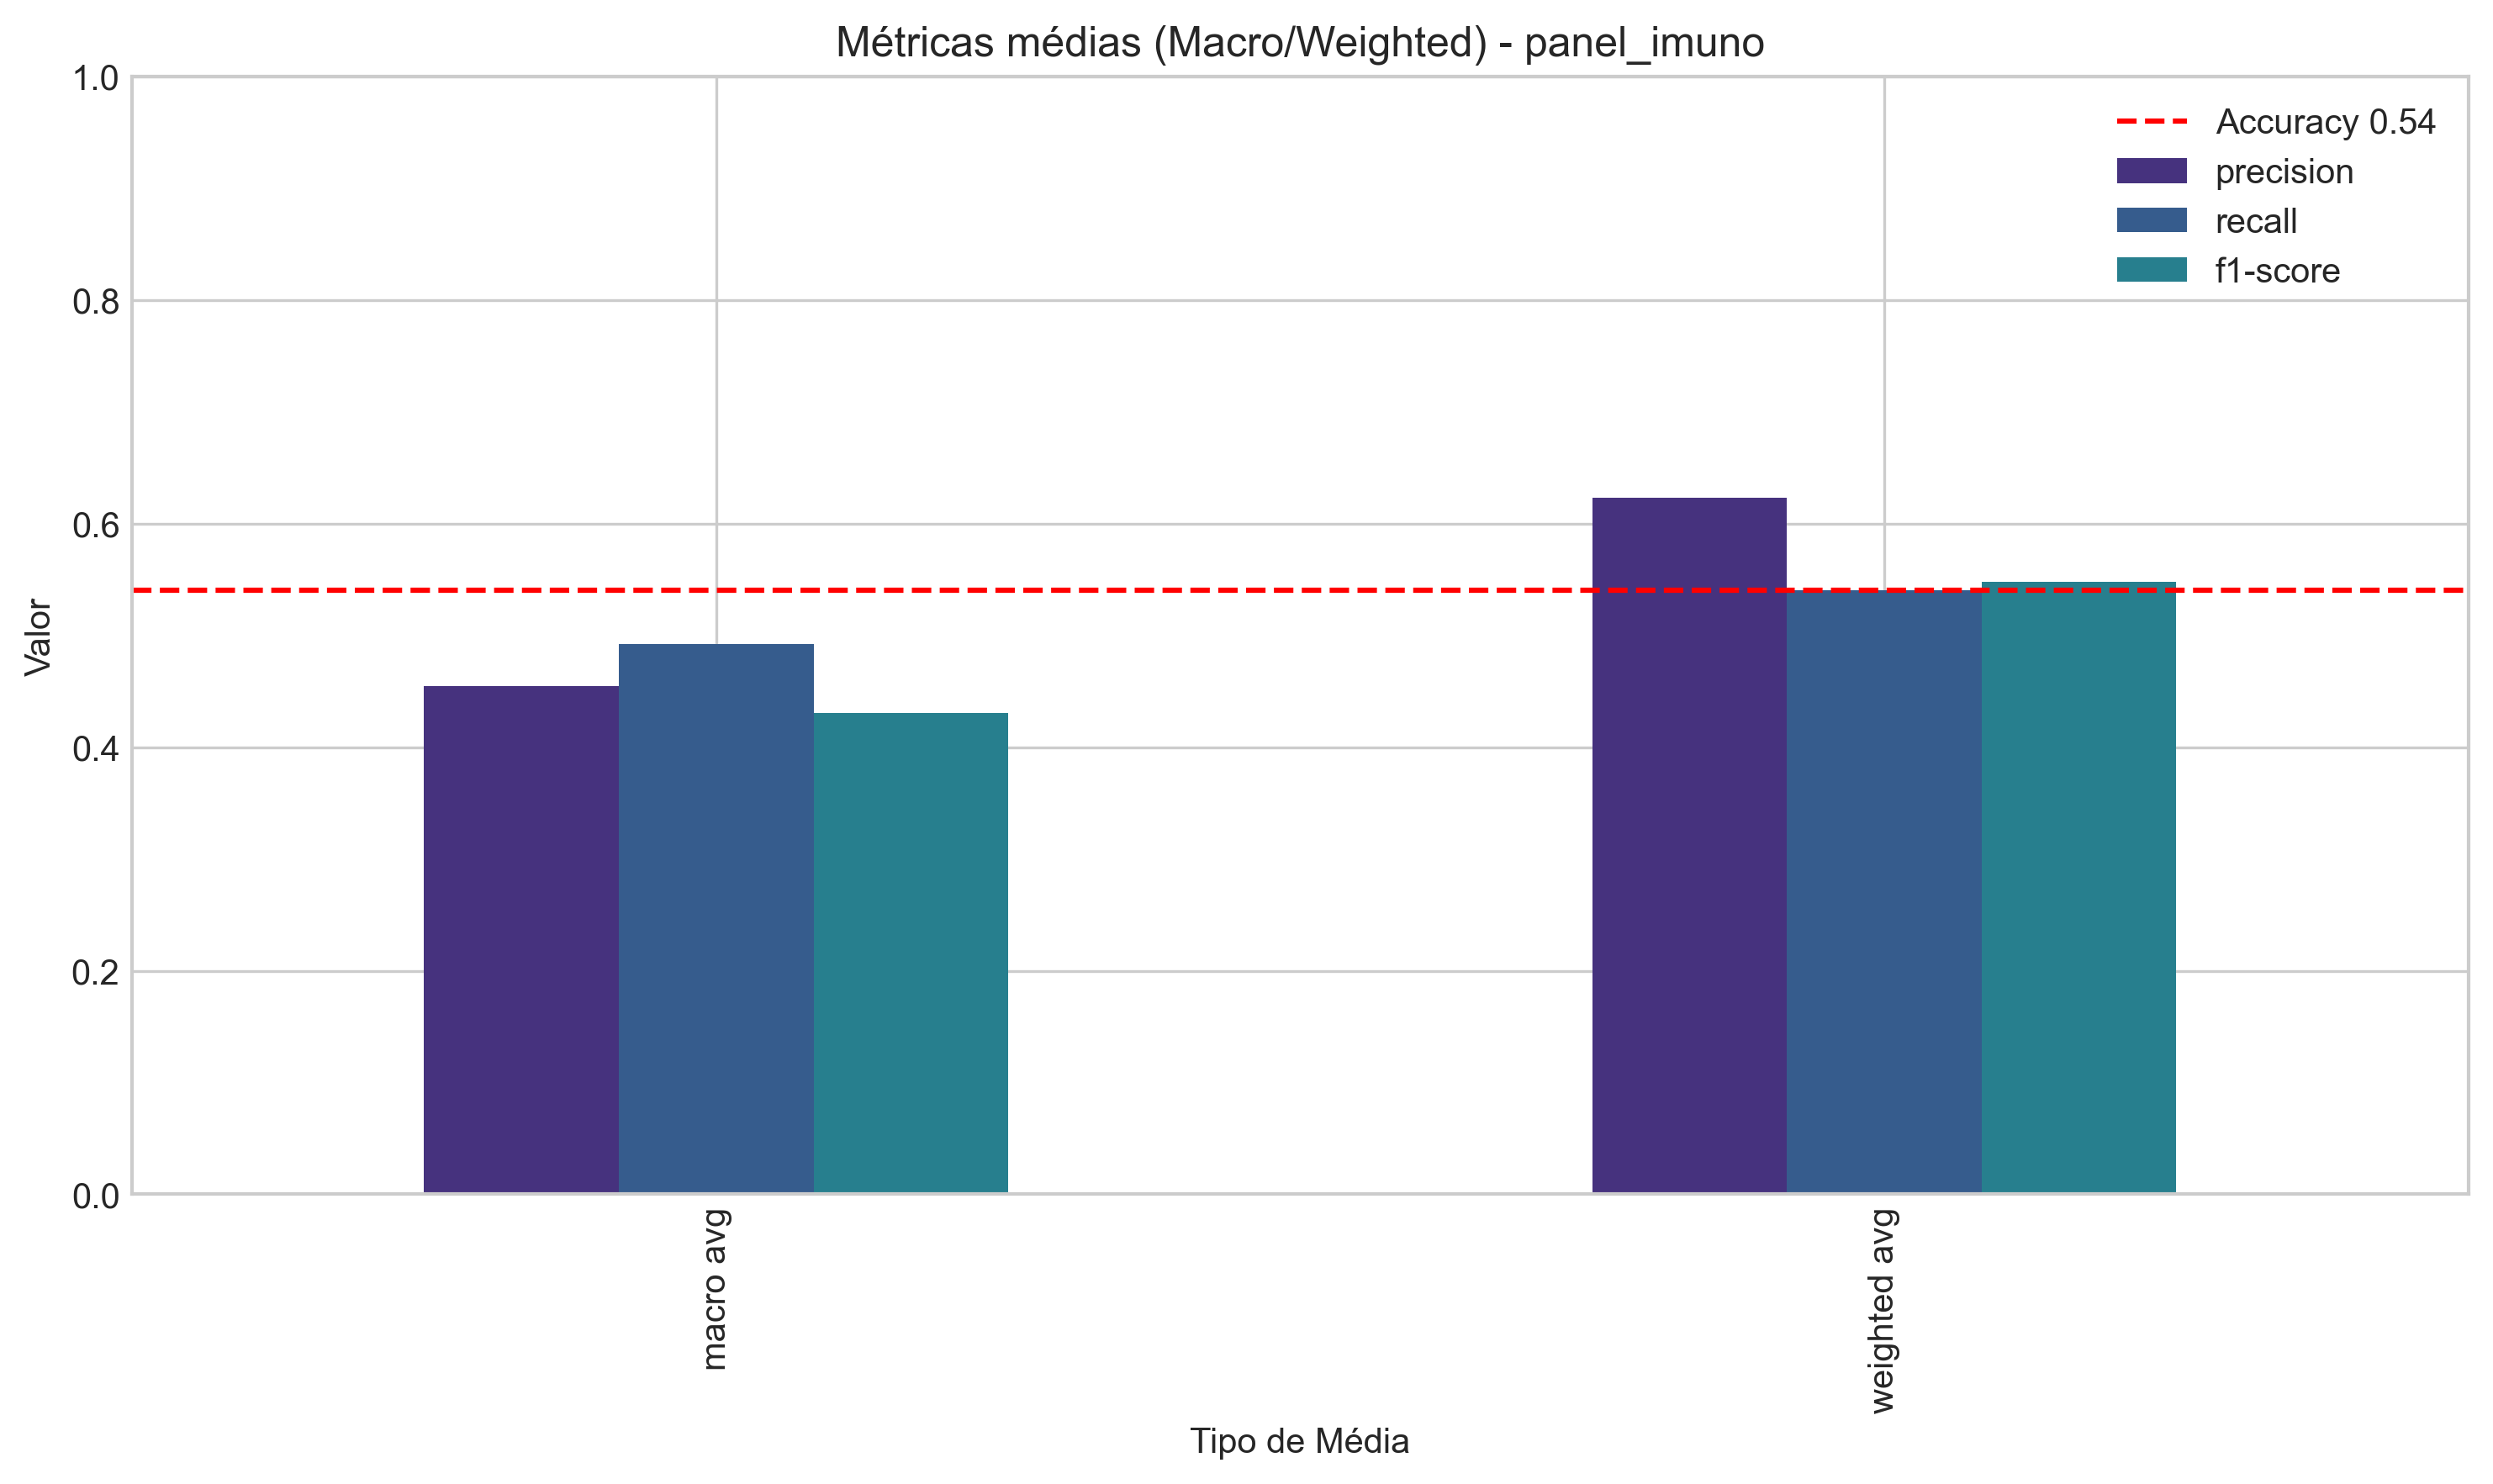 Métricas médias (Macro/Weighted) - panel_imuno
1.0
0.8
0.6
0.4
0.2
0.0
Valor
Accuracy 0.54
precision
recall
f1-score
macro avg
weighted avg
Tipo de Média